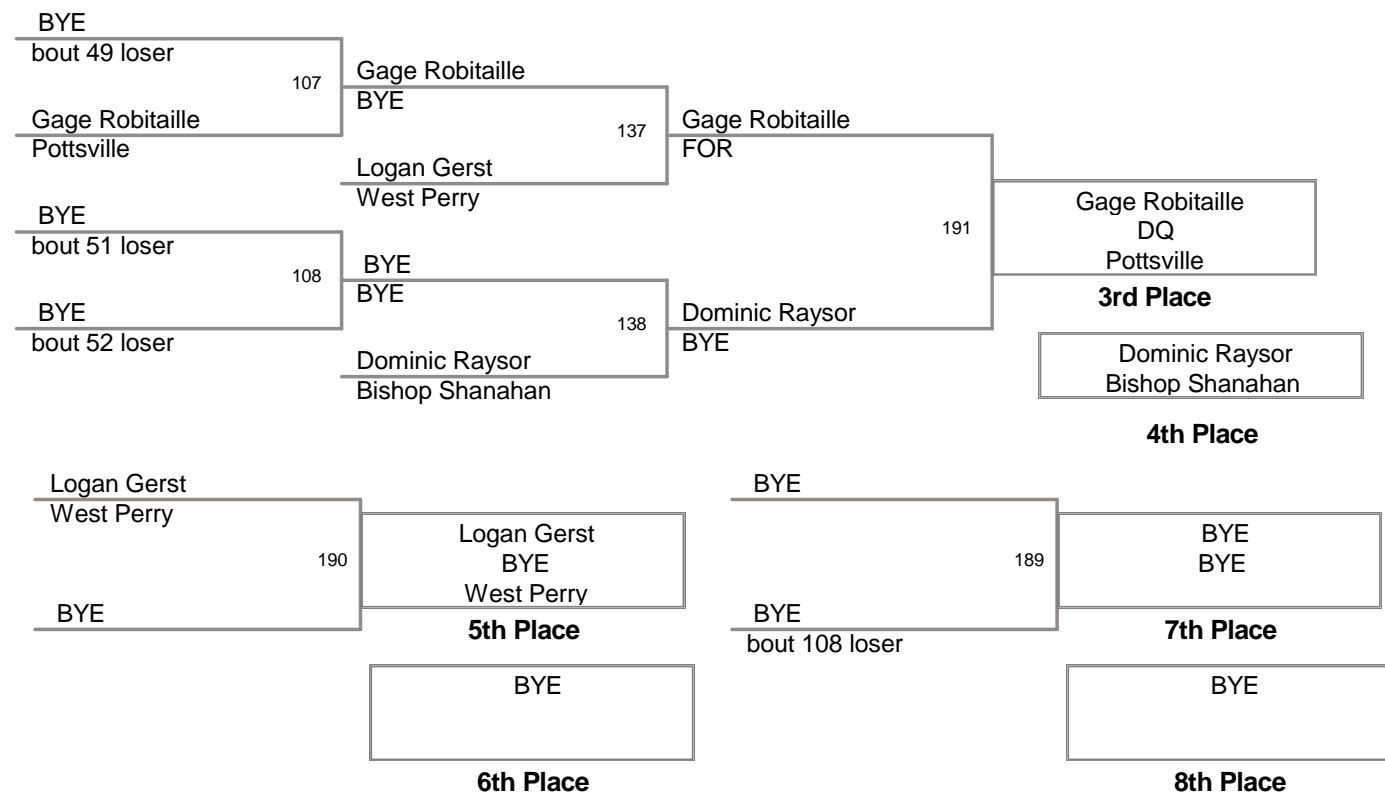 BYE
bout 49 loser
107
Gage Robitaille
Pottsville
Gage Robitaille
BYE
137
Logan Gerst
West Perry
Gage Robitaille
FOR
BYE
bout 51 loser
108
BYE
bout 52 loser
BYE
BYE
138
Dominic Raysor
Bishop Shanahan
Dominic Raysor
BYE
191
Gage Robitaille
DQ
Pottsville
3rd Place
Dominic Raysor
Bishop Shanahan
4th Place
Logan Gerst
West Perry
190
BYE
Logan Gerst
BYE
West Perry
5th Place
BYE
6th Place
BYE
189
BYE
bout 108 loser
BYE
BYE
7th Place
BYE
8th Place